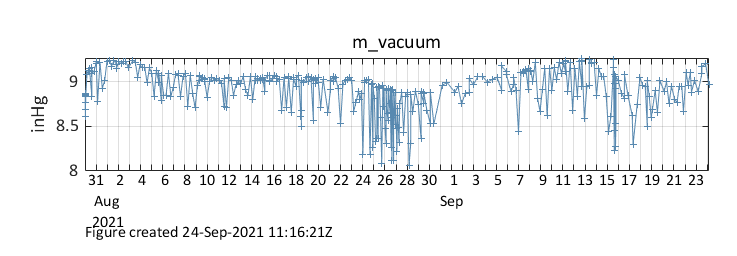 m_vacuum
inHg
9
8.5
8
31 2 4 6 8 10 12 14 16 18 20 22 24 26 28 30 1 3 5 7 9 11 13 15 17 19 21 23
Aug Sep
2021
Figure created 24-Sep-2021 11:16:21Z